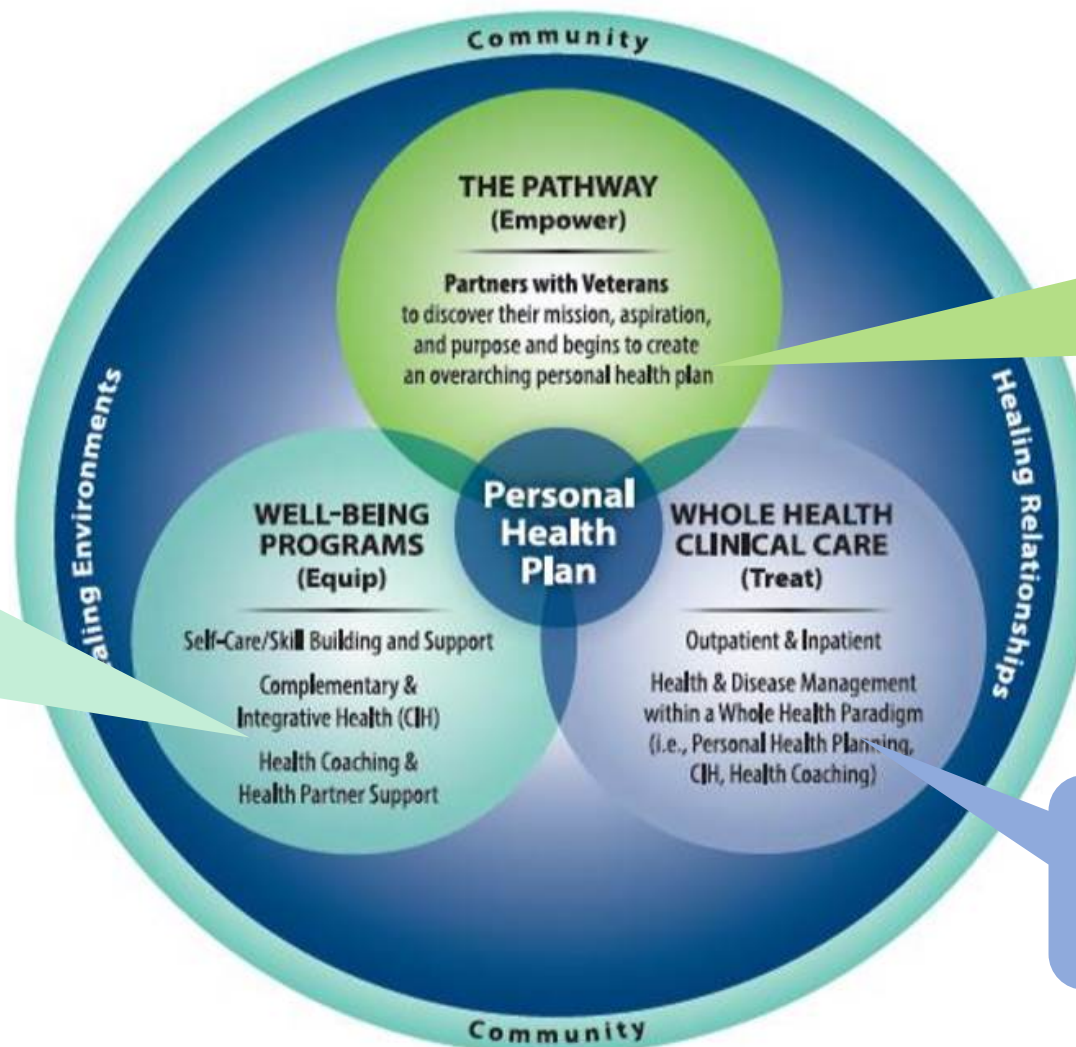 Community
THE PATHWAY
(Empower)
Partners with Veterans
to discover their mission, aspiration,
and purpose and begins to create
an overarching personal health plan
Healing Relationships
Personal
Health
Plan
WELL-BEING
PROGRAMS
(Equip)
Self-Care/Skill Building and Support
Complementary &
Integrative Health (CIH)
Health Coaching &
Health Partner Support
WHOLE HEALTH
CLINICAL CARE
(Treat)
Outpatient & Inpatient
Health & Disease Management
within a Whole Health Paradigm
(i.e., Personal Health Planning,
CIH, Health Coaching)
Environments
Community